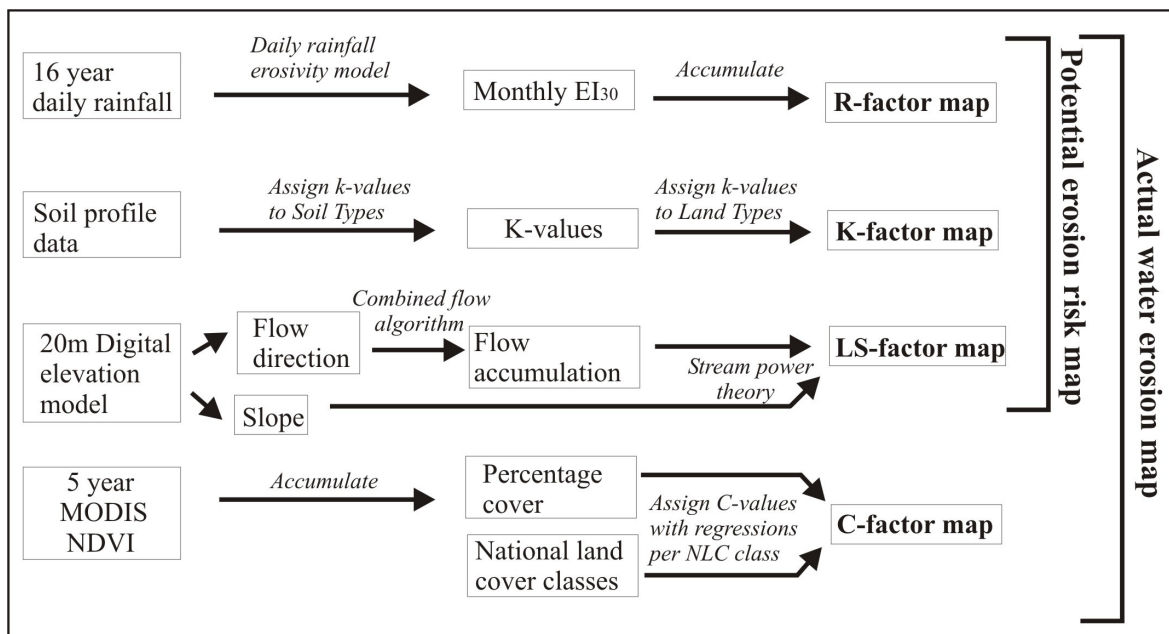 16 year
daily rainfall
Daily rainfall
erosivity model
Monthly EI30
Accumulate
R-factor map
Soil profile
data
Assign k-values
to Soil Types
K-values
Assign k-values
to Land Types
K-factor map
20m Digital
elevation
model
Flow
direction
Combined flow
algorithm
Flow
accumulation
Slope
Stream power
theory
LS-factor map
5 year
MODIS
NDVI
Accumulate
Percentage
cover
National land
cover classes
Assign C-values
with regressions
per NLC class
C-factor map
Potential erosion risk map
Actual water erosion map